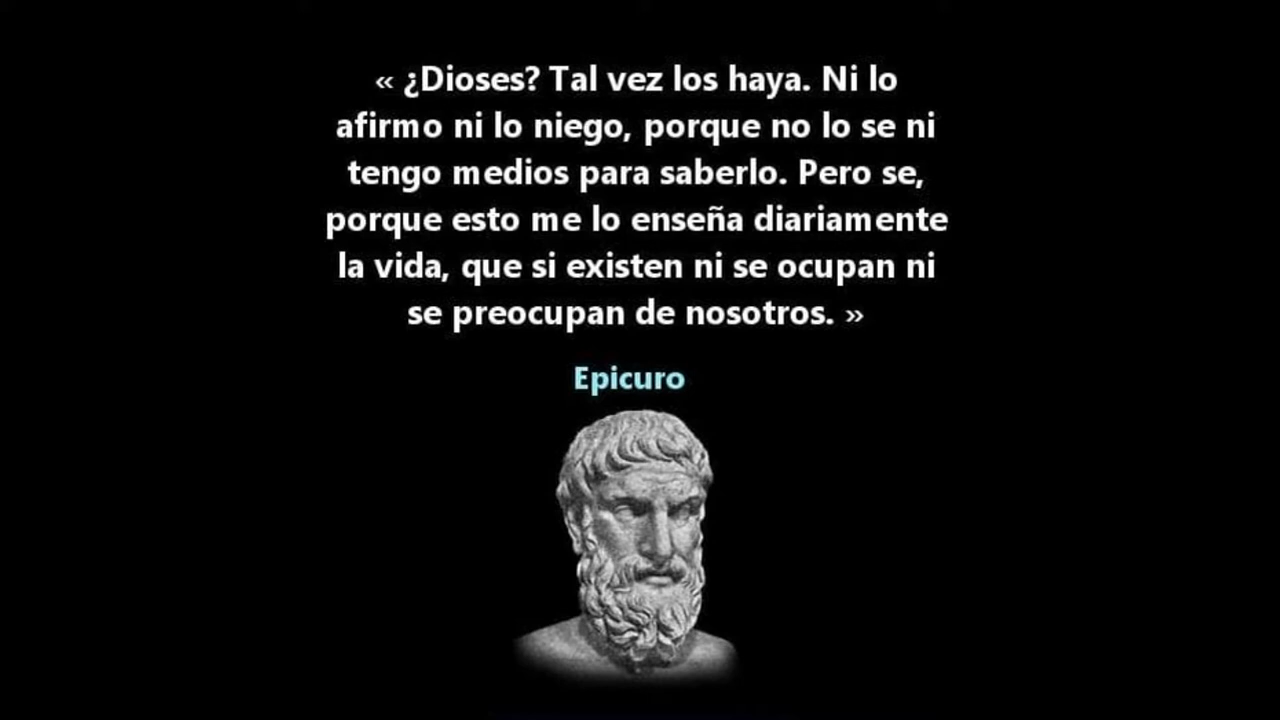 « ¿Dioses? Tal vez los haya. Ni lo
afirmo ni lo niego, porque no lo se ni
tengo medios para saberlo. Pero se,
porque esto me lo enseña diariamente
la vida, que si existen ni se ocupan ni
se preocupan de nosotros. »
Epicuro